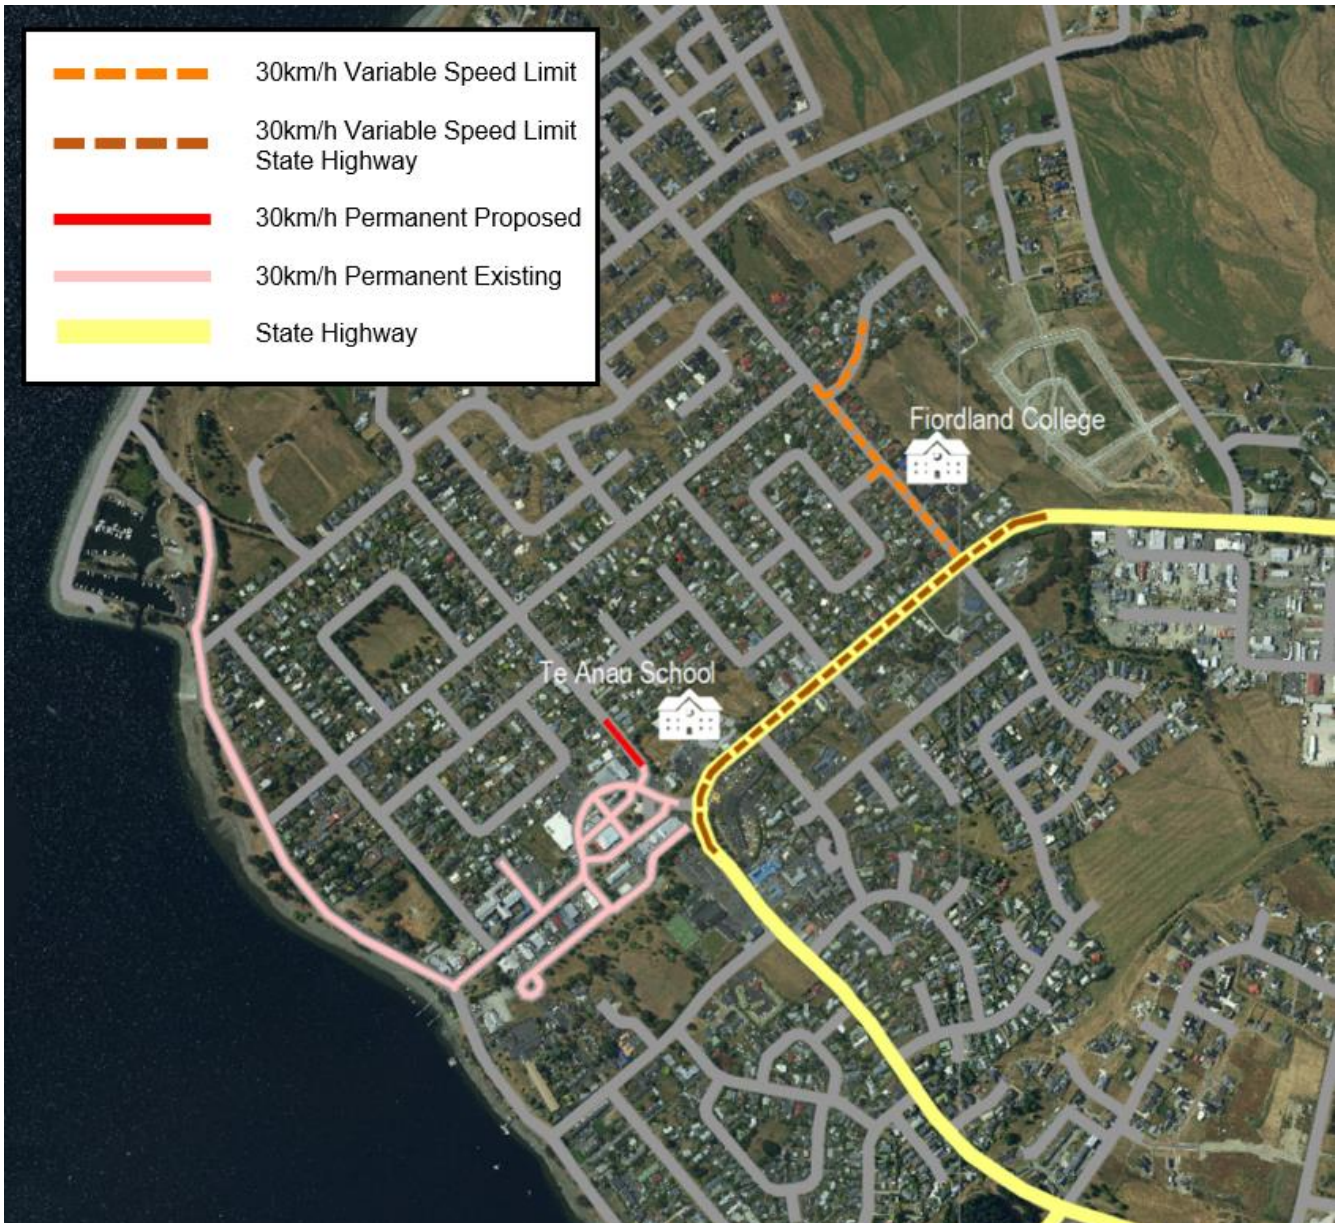 30km/h Variable Speed Limit
30km/h Variable Speed Limit
State Highway
30km/h Permanent Proposed
30km/h Permanent Existing
State Highway
Fiordland College
Te Anau School